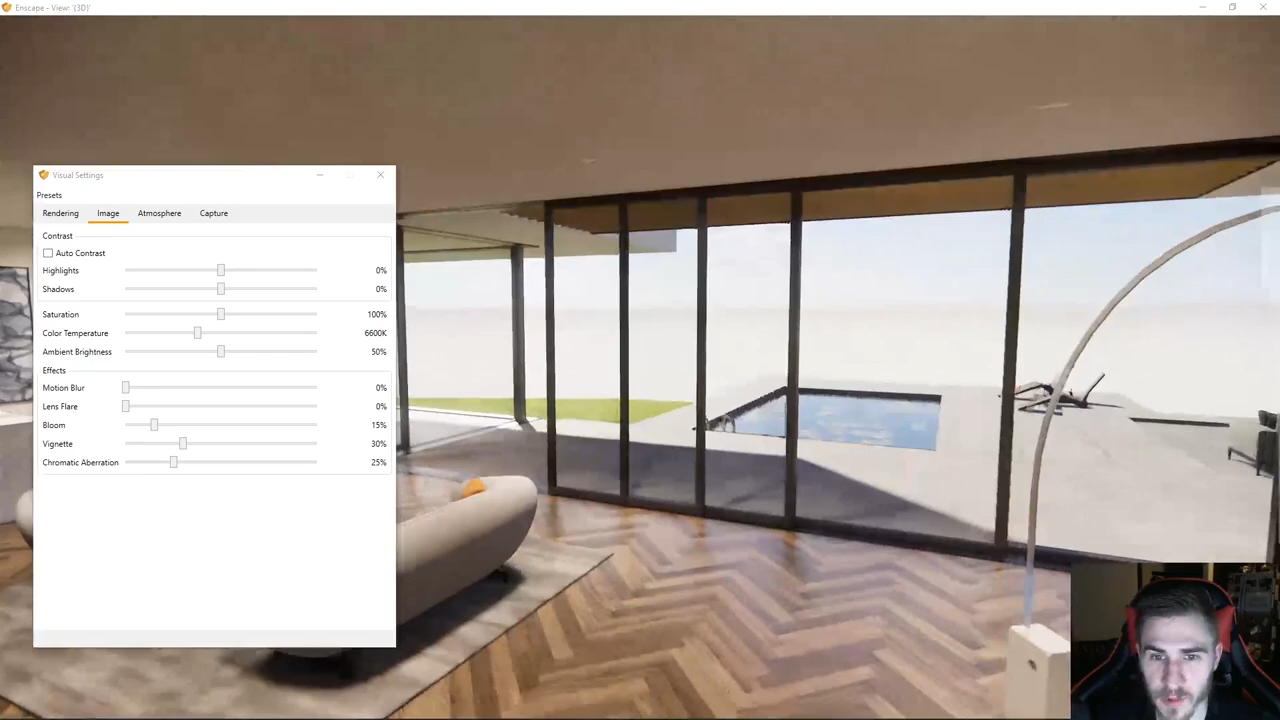 Enscape - View: '{3D}'
Visual Settings
Presets
Rendering Image Atmosphere Capture
Contrast
Auto Contrast
Highlights 0%
Shadows 0%
Saturation 100%
Color Temperature 6600K
Ambient Brightness 50%
Effects
Motion Blur 0%
Lens Flare 0%
Bloom 15%
Vignette 30%
Chromatic Aberration 25%